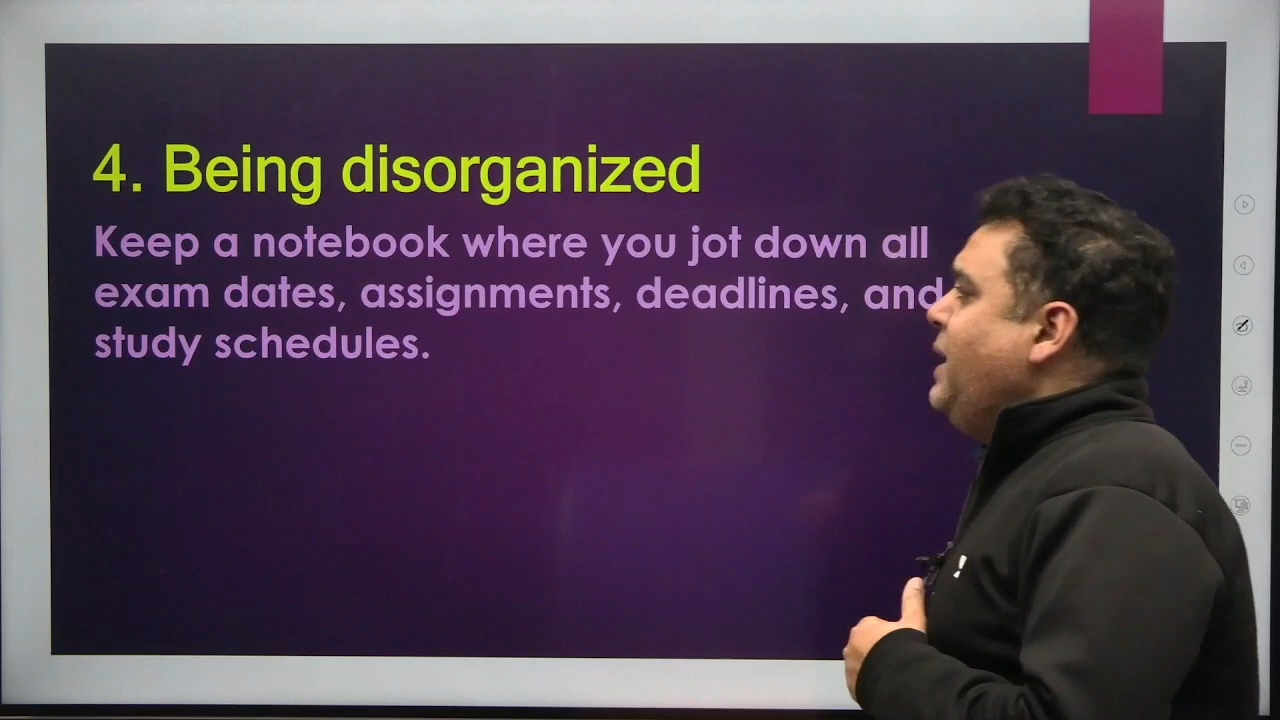 4. Being disorganized
Keep a notebook where you jot down all
exam dates, assignments, deadlines, and
study schedules.